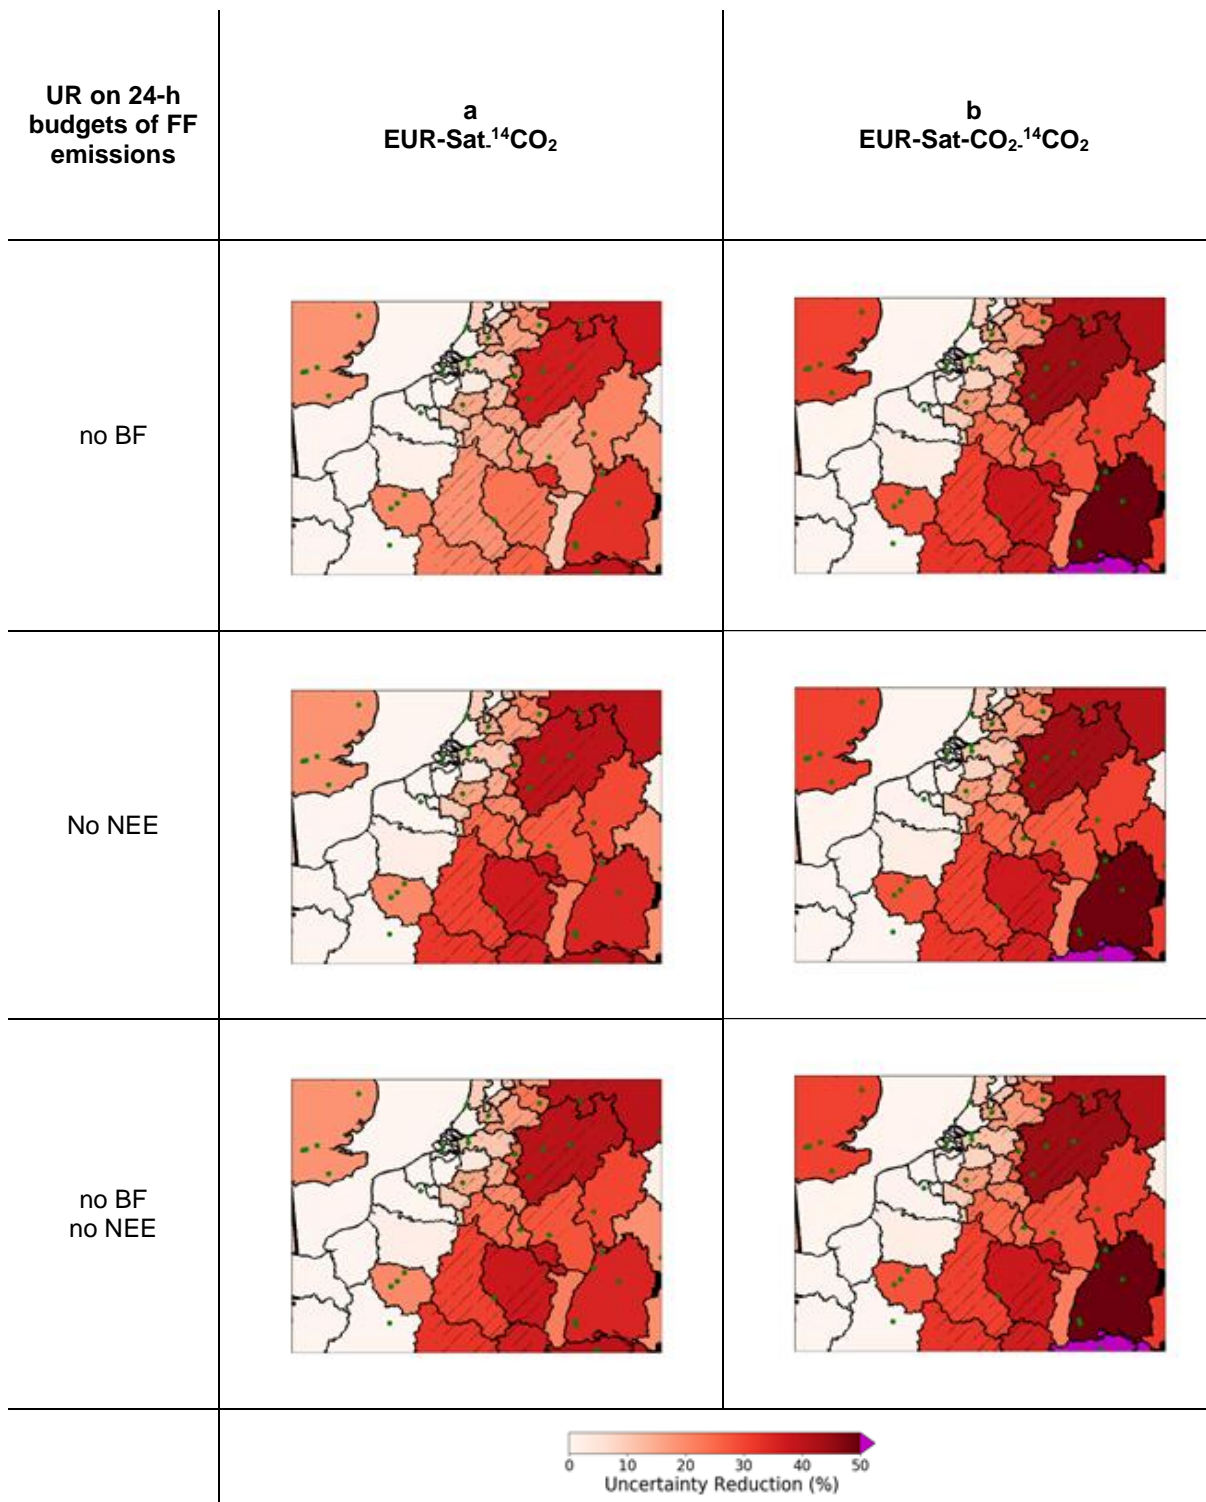 UR on 24-h
budgets of FF
emissions
a
EUR-Sat-¹⁴CO₂
b
EUR-Sat-CO₂-¹⁴CO₂
no BF
No NEE
no BF
no NEE
0 10 20 30 40 50
Uncertainty Reduction (%)